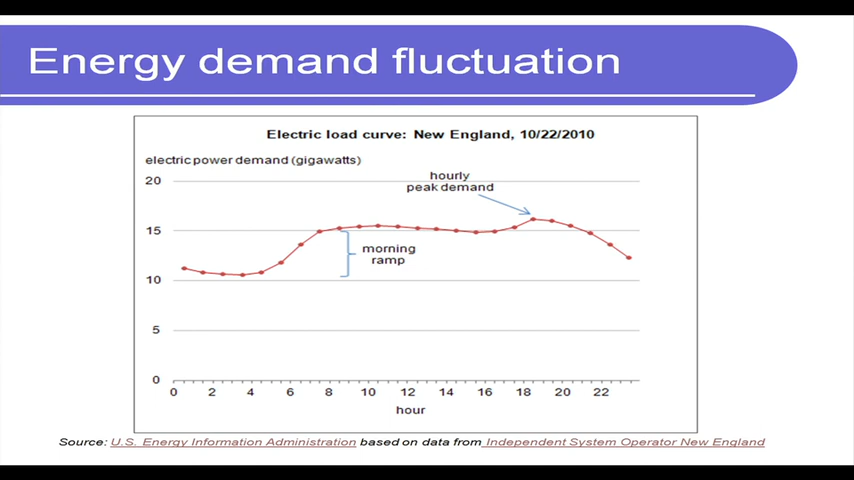 Energy demand fluctuation
Electric load curve: New England, 10/22/2010
electric power demand (gigawatts)
20
15
10
5
0
hourly
peak demand
morning
ramp
0 2 4 6 8 10 12 14 16 18 20 22
hour
Source: U.S. Energy Information Administration based on data from Independent System Operator New England